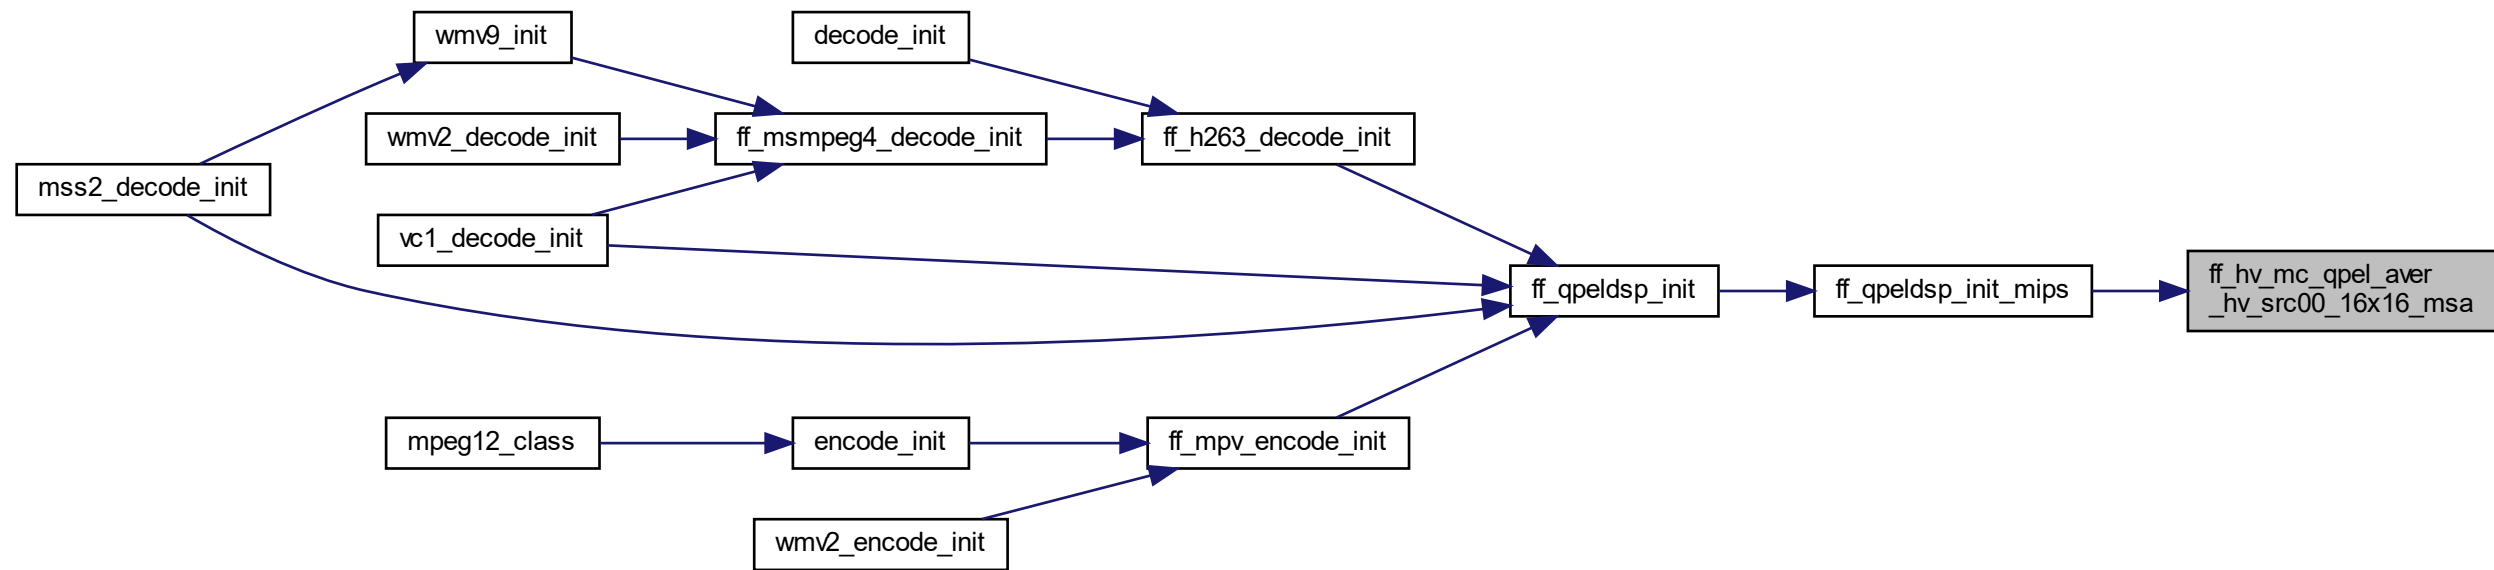 wmv9_init
decode_init
wmv2_decode_init
ff_msmpeg4_decode_init
ff_h263_decode_init
mss2_decode_init
vc1_decode_init
ff_qpeldsp_init
ff_qpeldsp_init_mips
ff_hv_mc_qpel_aver
_hv_src00_16x16_msa
mpeg12_class
encode_init
ff_mpv_encode_init
wmv2_encode_init